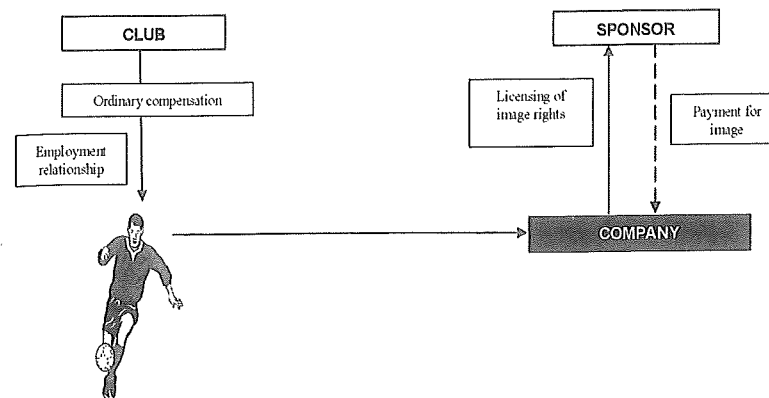 CLUB
Ordinary compensation
Employment
relationship
SPONSOR
Licensing of
image rights
Payment for
image
COMPANY